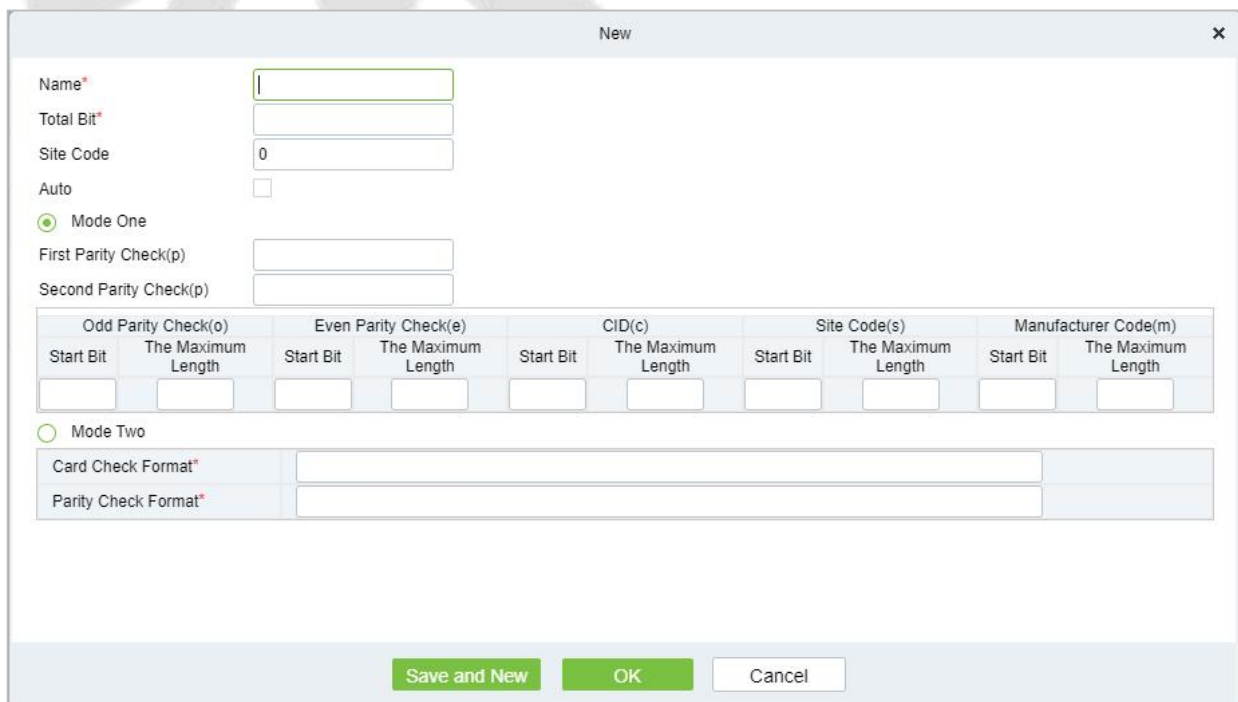 New ×
Name*
Total Bit*
Site Code 0
Auto
Mode One
First Parity Check(p)
Second Parity Check(p)
Odd Parity Check(o) Even Parity Check(e) CID(c) Site Code(s) Manufacturer Code(m)
Start Bit The Maximum Length Start Bit The Maximum Length Start Bit The Maximum Length Start Bit The Maximum Length Start Bit The Maximum Length
Mode Two
Card Check Format*
Parity Check Format*
Save and New OK Cancel